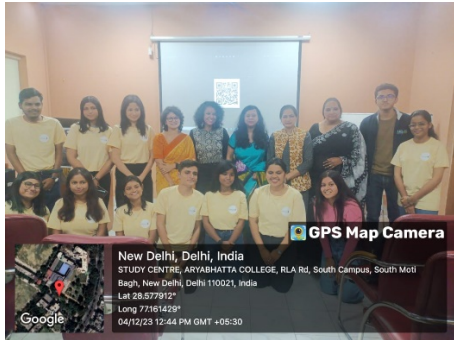 GPS Map Camera
New Delhi, Delhi, India
STUDY CENTRE, ARYABHATTA COLLEGE, RLA Rd, South Campus, South Moti
Bagh, New Delhi, Delhi 110021, India
Lat 28.577912°
Long 77.161429°
04/12/23 12:44 PM GMT +05:30
Google